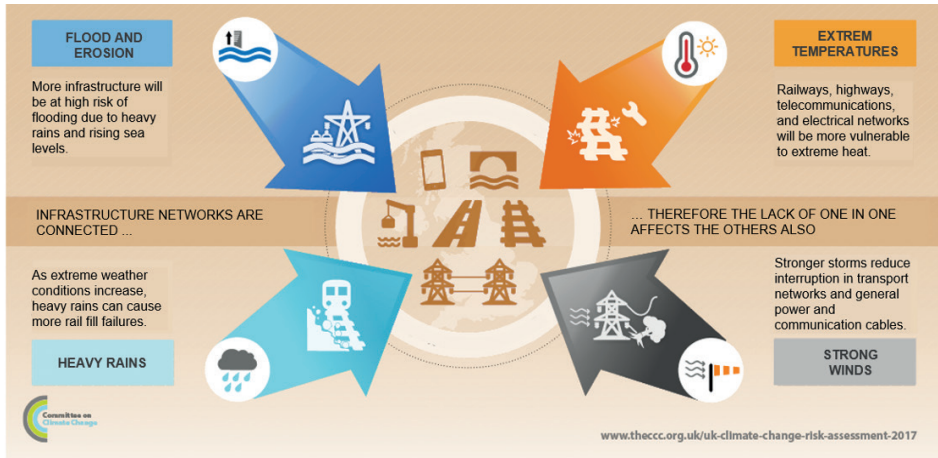 FLOOD AND
EROSION
More infrastructure will
be at high risk of
flooding due to heavy
rains and rising sea
levels.
EXTREM
TEMPERATURES
Railways, highways,
telecommunications,
and electrical networks
will be more vulnerable
to extreme heat.
INFRASTRUCTURE NETWORKS ARE
CONNECTED ...
... THEREFORE THE LACK OF ONE IN ONE
AFFECTS THE OTHERS ALSO
As extreme weather
conditions increase,
heavy rains can cause
more rail fill failures.
HEAVY RAINS
Stronger storms reduce
interruption in transport
networks and general
power and
communication cables.
STRONG
WINDS
Committee on
Climate Change
www.theccc.org.uk/uk-climate-change-risk-assessment-2017